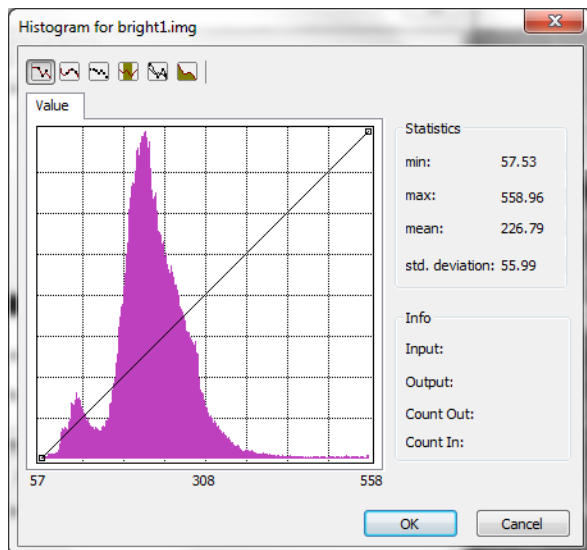 Histogram for bright1.img
Value
57
308
558
Statistics
min: 57.53
max: 558.96
mean: 226.79
std. deviation: 55.99
Info
Input:
Output:
Count Out:
Count In:
OK
Cancel